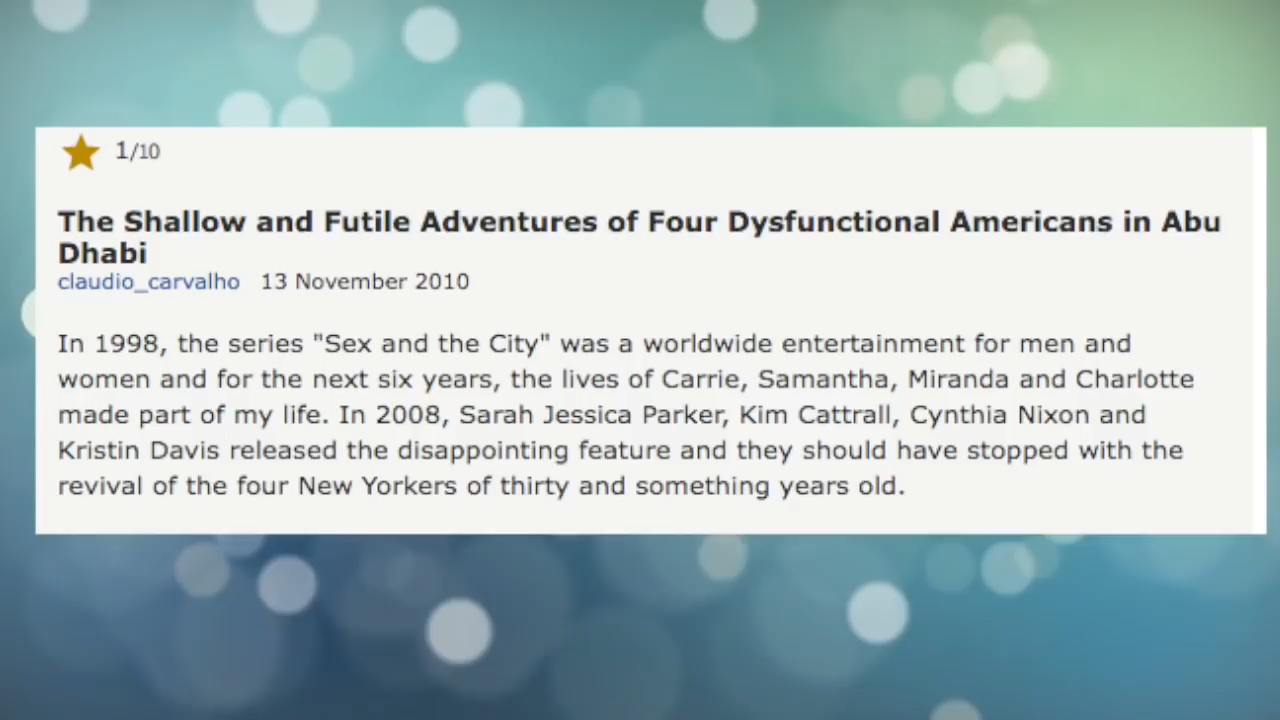 1/10
The Shallow and Futile Adventures of Four Dysfunctional Americans in Abu
Dhabi
claudio_carvalho 13 November 2010
In 1998, the series "Sex and the City" was a worldwide entertainment for men and
women and for the next six years, the lives of Carrie, Samantha, Miranda and Charlotte
made part of my life. In 2008, Sarah Jessica Parker, Kim Cattrall, Cynthia Nixon and
Kristin Davis released the disappointing feature and they should have stopped with the
revival of the four New Yorkers of thirty and something years old.